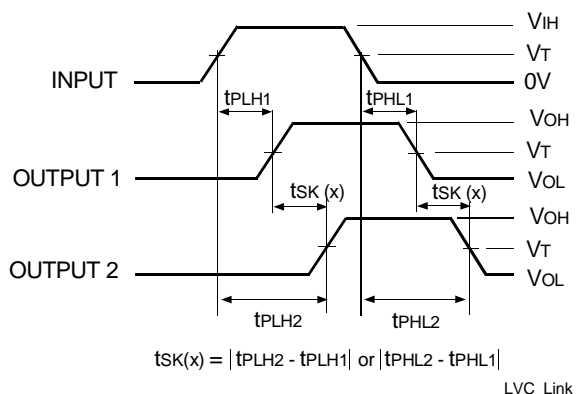 VIH
VT
INPUT
0V
tPLH1
tPHL1
VOH
VT
OUTPUT 1
tSK (x)
tSK (x)
VOL
VOH
VT
OUTPUT 2
VOL
tPLH2
tPHL2
tSK(x) = |tPLH2 - tPLH1| or |tPHL2 - tPHL1|
LVC Link